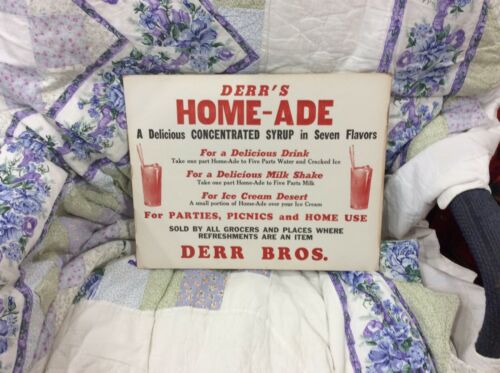 DERR'S
HOME-ADE
A Delicious CONCENTRATED SYRUP in Seven Flavors
For a Delicious Drink
Take one part Home-Ade to Five Parts Water and Cracked Ice
For a Delicious Milk Shake
Take one part Home-Ade to Five Parts Milk
For Ice Cream Desert
A small portion of Home-Ade over your Ice Cream
For PARTIES, PICNICS and HOME USE
SOLD BY ALL GROCERS AND PLACES WHERE
REFRESHMENTS ARE AN ITEM
DERR BROS.